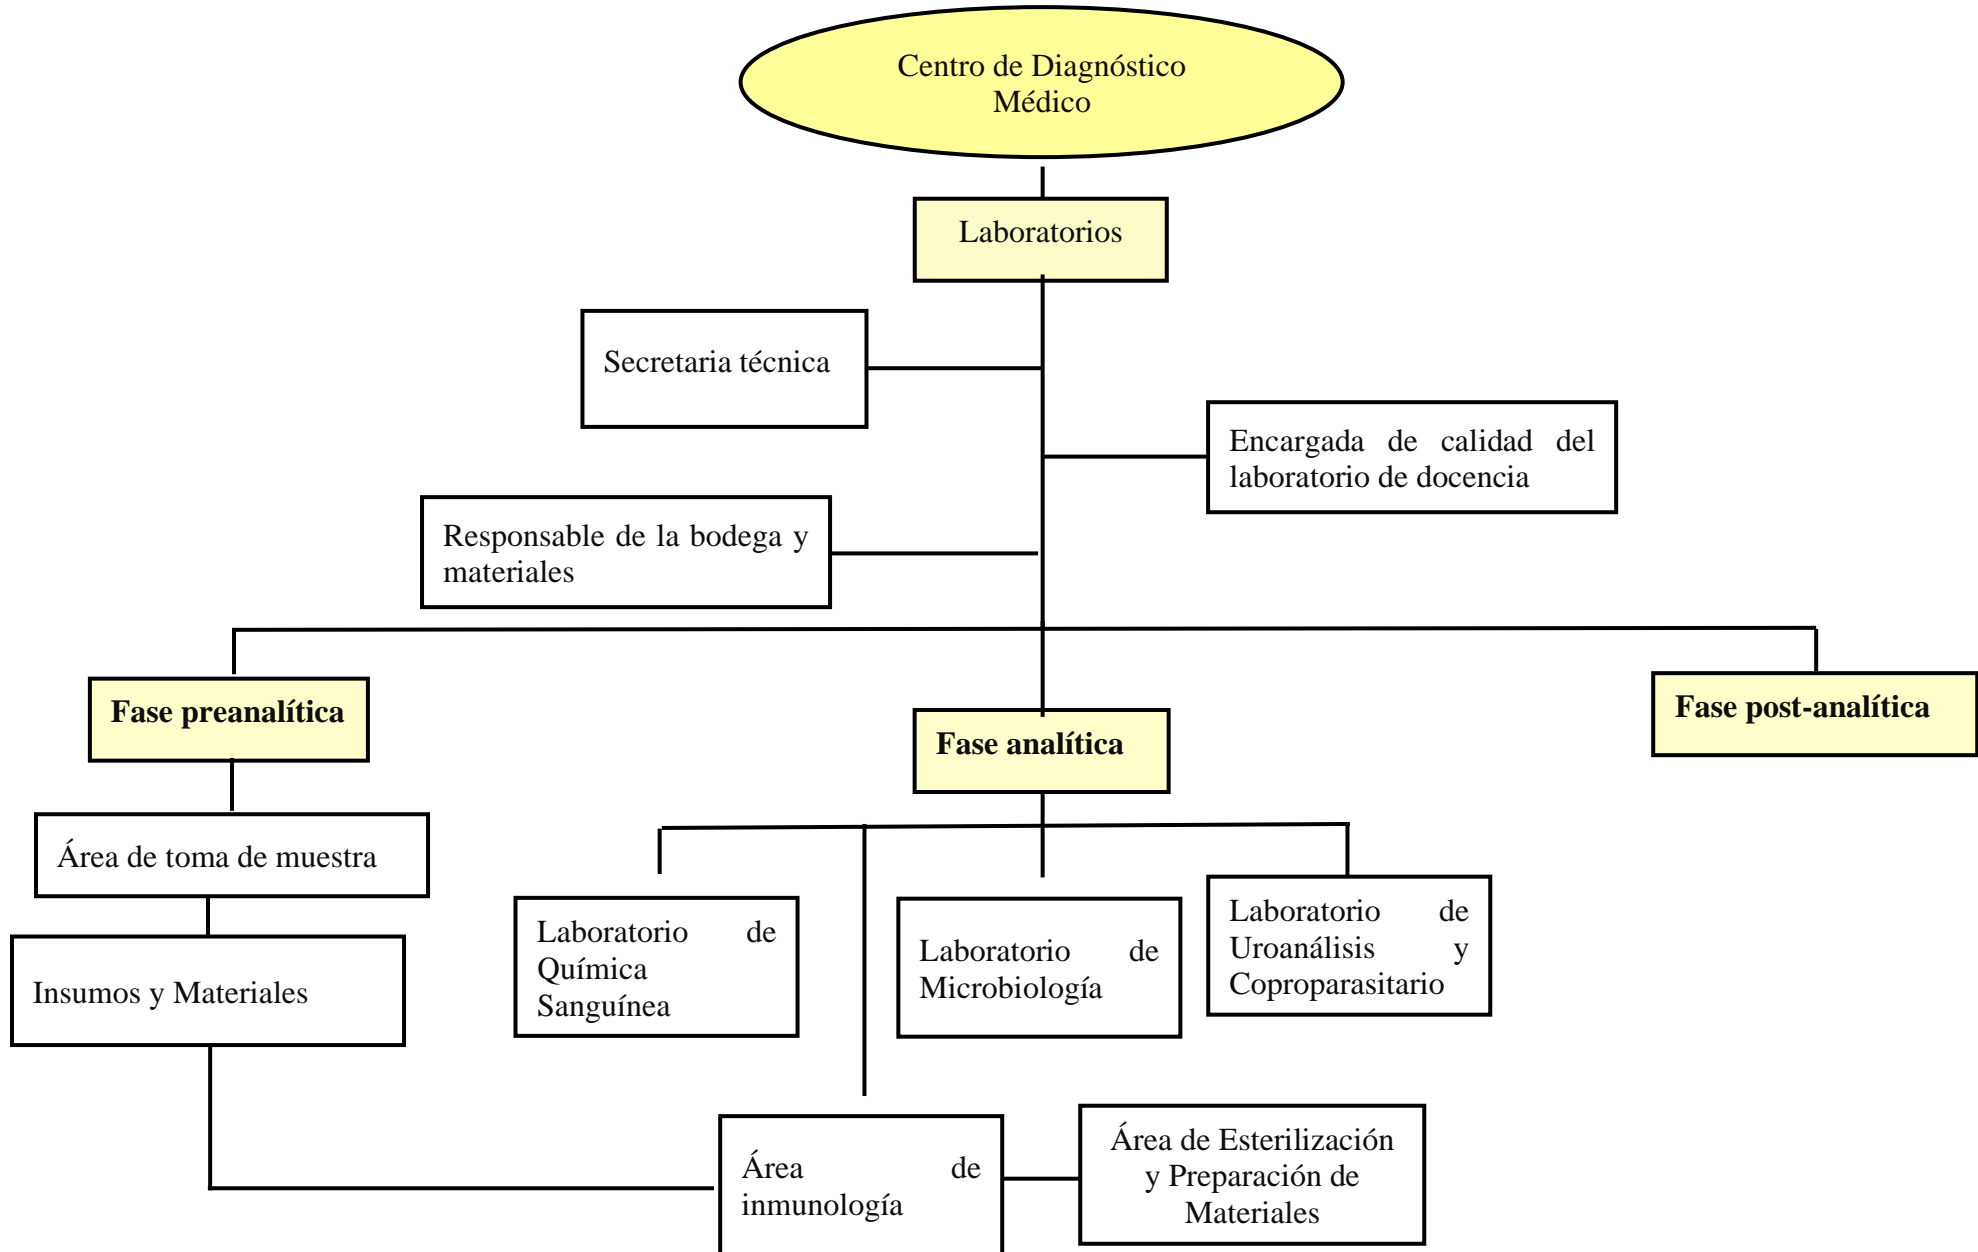 Centro de Diagnóstico
Médico
Laboratorios
Secretaria técnica
Encargada de calidad del
laboratorio de docencia
Responsable de la bodega y
materiales
Fase preanalítica
Fase analítica
Fase post-analítica
Área de toma de muestra
Insumos y Materiales
Laboratorio de
Química
Sanguínea
Laboratorio de
Microbiología
Laboratorio de
Uroanálisis y
Coproparasitario
Área de
inmunología
Área de Esterilización
y Preparación de
Materiales